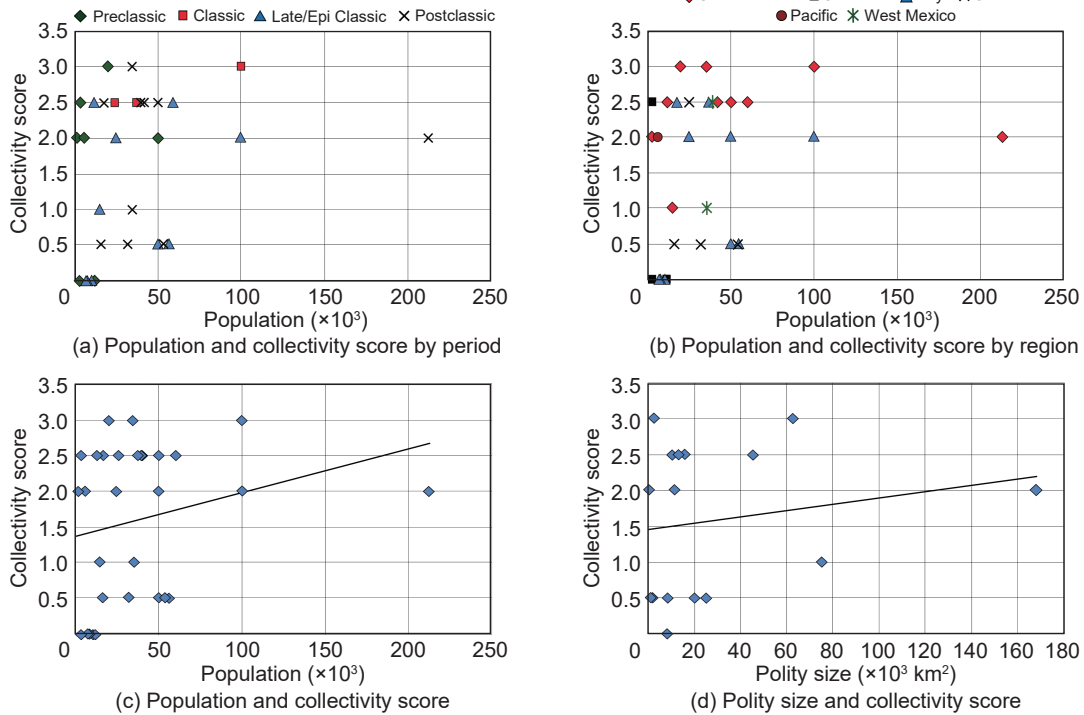 Preclassic Classic Late/Epi Classic Postclassic
3.5
3.0
2.5
2.0
1.5
1.0
0.5
0 50 100 150 200 250
Collectivity score
Population (×10³)
(a) Population and collectivity score by period
Pacific West Mexico
3.5
3.0
2.5
2.0
1.5
1.0
0.5
0 50 100 150 200 250
Collectivity score
Population (×10³)
(b) Population and collectivity score by region
3.5
3.0
2.5
2.0
1.5
1.0
0.5
0 50 100 150 200 250
Collectivity score
Population (×10³)
(c) Population and collectivity score
3.5
3.0
2.5
2.0
1.5
1.0
0.5
0 20 40 60 80 100 120 140 160 180
Collectivity score
Polity size (×10³ km²)
(d) Polity size and collectivity score